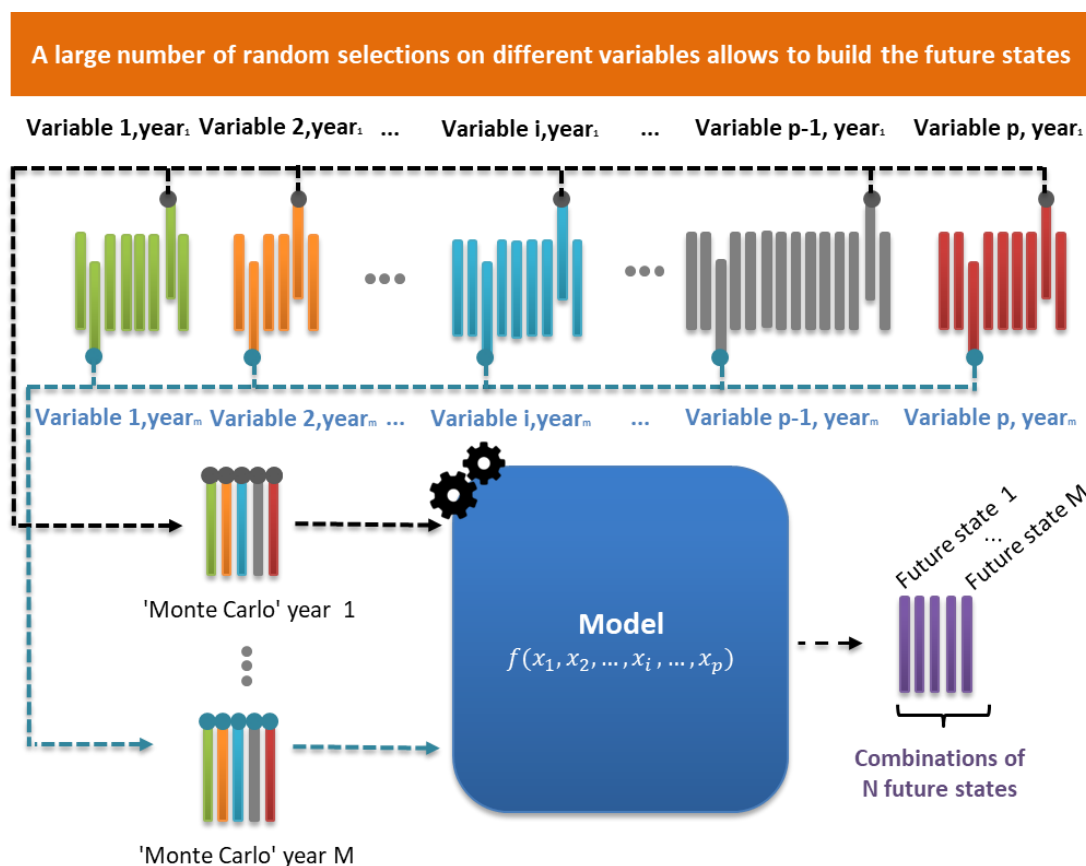 A large number of random selections on different variables allows to build the future states
Variable 1,year₁ Variable 2,year₁ ... Variable i,year₁ ... Variable p-1, year₁ Variable p, year₁
Variable 1,yearₘ Variable 2,yearₘ ... Variable i,yearₘ ... Variable p-1, yearₘ Variable p, yearₘ
'Monte Carlo' year 1
'Monte Carlo' year M
Model
f(x₁, x₂, ..., xᵢ, ..., xₚ)
Future state 1
...
Future state M
Combinations of
N future states